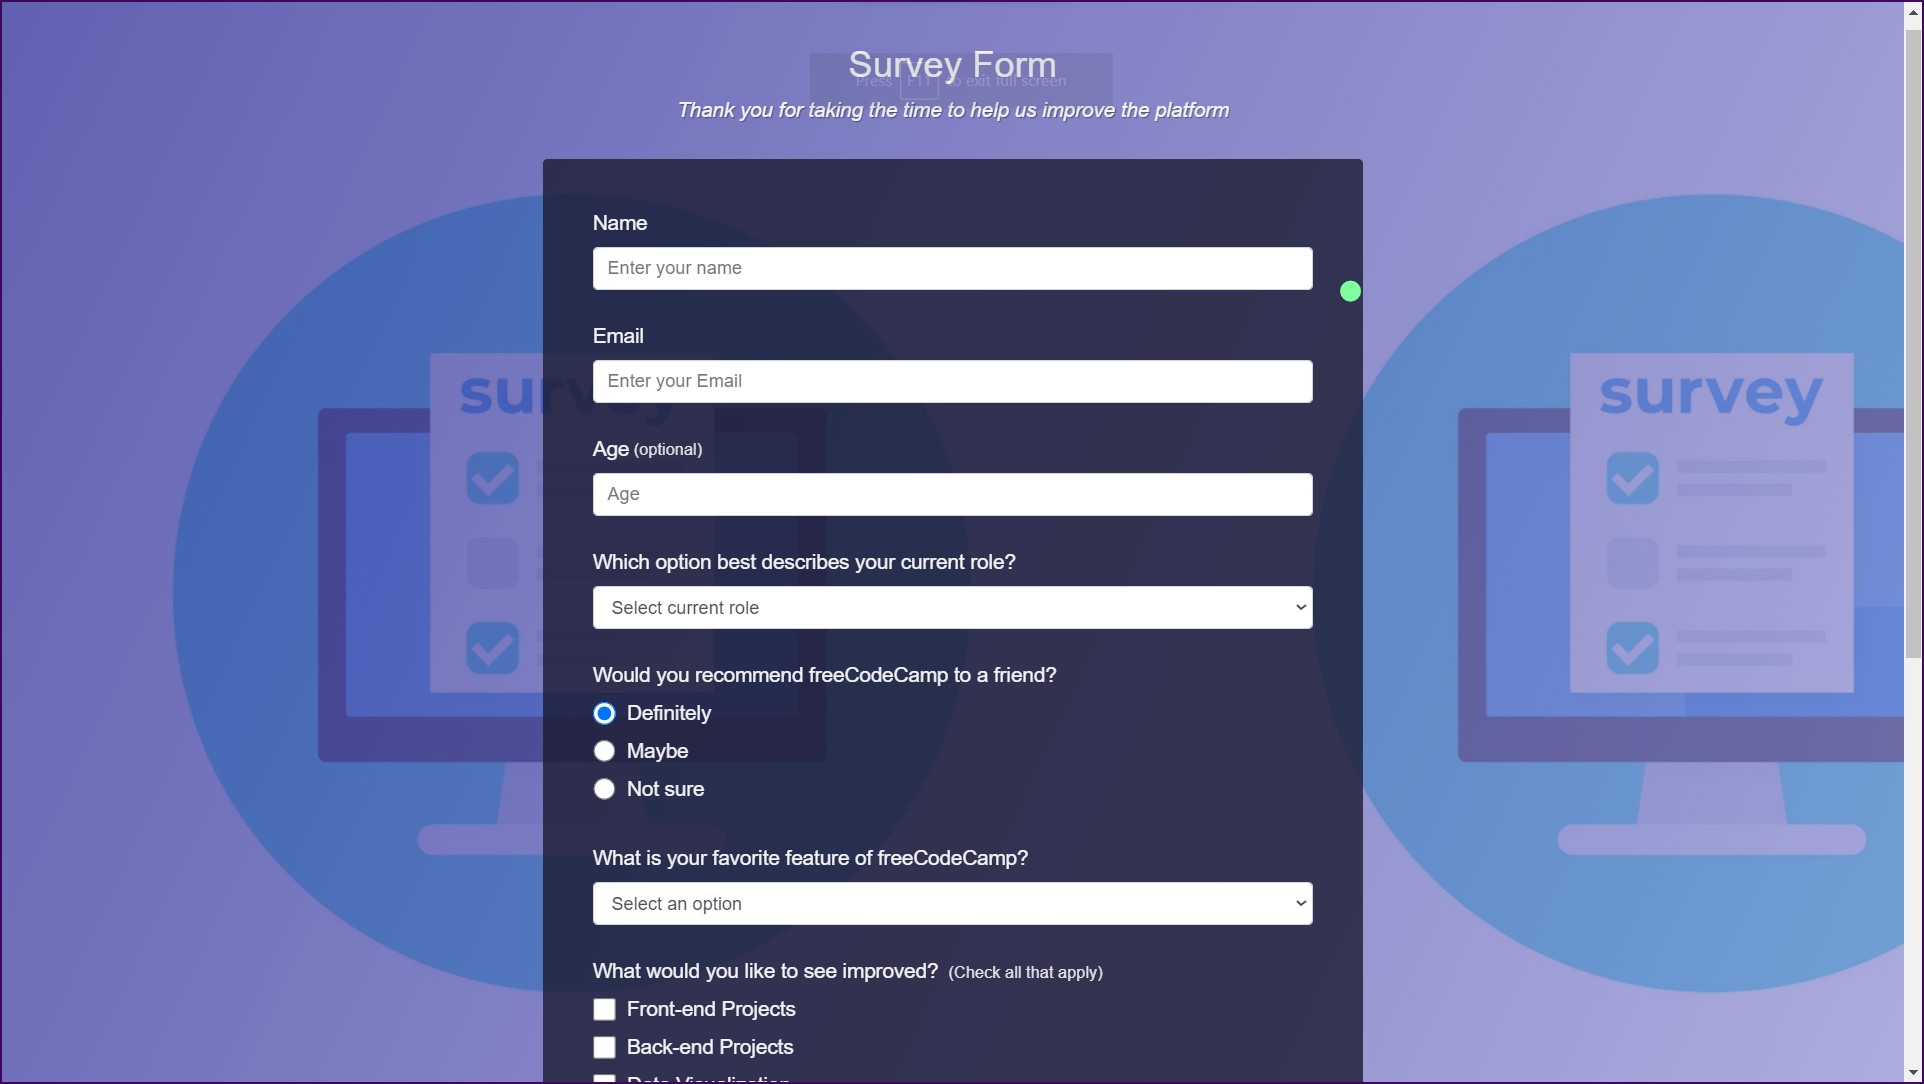 Survey Form
Press F11 to exit full screen
Thank you for taking the time to help us improve the platform
Name
Enter your name
Email
Enter your Email
survey
survey
Age (optional)
Age
Which option best describes your current role?
Select current role
Would you recommend freeCodeCamp to a friend?
Definitely
Maybe
Not sure
What is your favorite feature of freeCodeCamp?
Select an option
What would you like to see improved? (Check all that apply)
Front-end Projects
Back-end Projects
Data Visualization